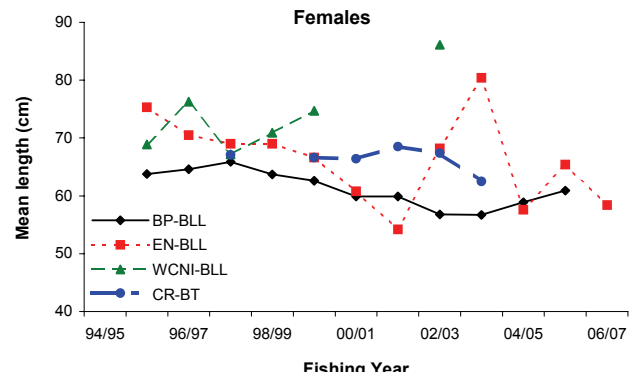 Females
90
80
70
60
50
40
Mean length (cm)
BP-BLL
EN-BLL
WCNI-BLL
CR-BT
94/95 96/97 98/99 00/01 02/03 04/05 06/07
Fishing Year